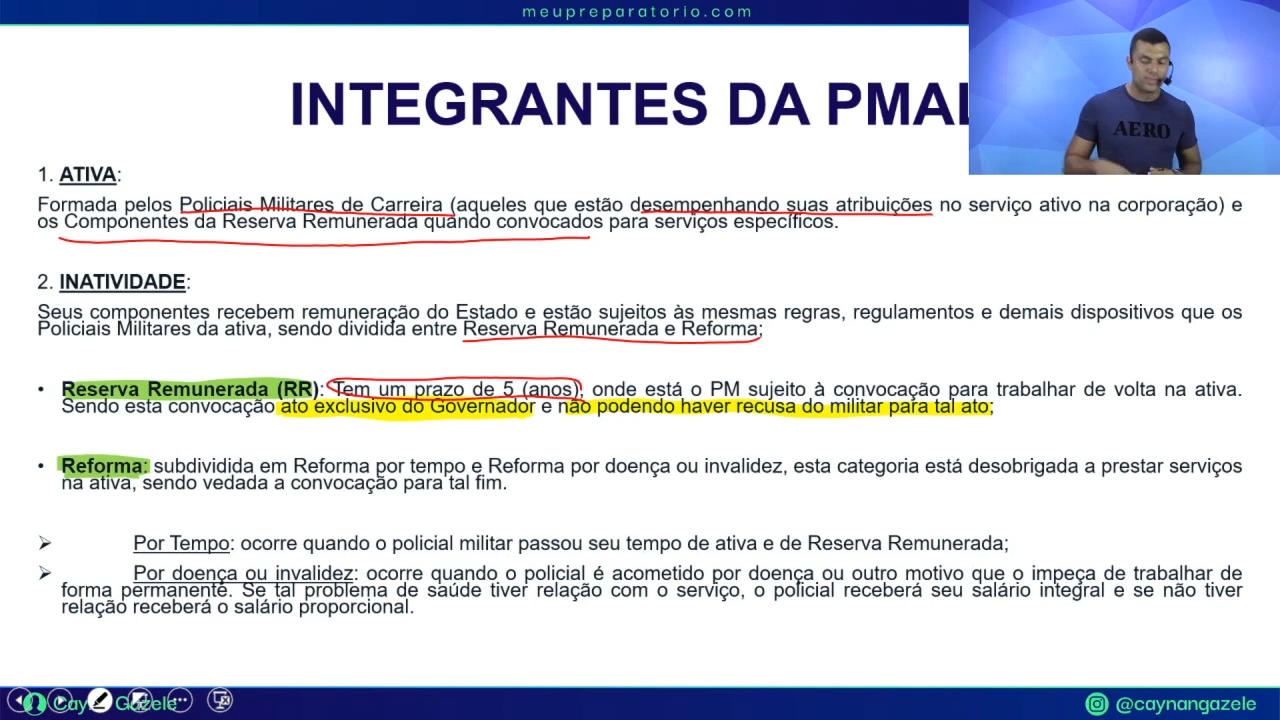 meupreparatorio.com
INTEGRANTES DA PMAL
AERO
1. ATIVA:
Formada pelos Policiais Militares de Carreira (aqueles que estão desempenhando suas atribuições no serviço ativo na corporação) e
os Componentes da Reserva Remunerada quando convocados para serviços específicos.
2. INATIVIDADE:
Seus componentes recebem remuneração do Estado e estão sujeitos às mesmas regras, regulamentos e demais dispositivos que os
Policiais Militares da ativa, sendo dividida entre Reserva Remunerada e Reforma;
• Reserva Remunerada (RR): Tem um prazo de 5 (anos), onde está o PM sujeito à convocação para trabalhar de volta na ativa.
Sendo esta convocação ato exclusivo do Governador e não podendo haver recusa do militar para tal ato;
• Reforma: subdividida em Reforma por tempo e Reforma por doença ou invalidez, esta categoria está desobrigada a prestar serviços
na ativa, sendo vedada a convocação para tal fim.
➢ Por Tempo: ocorre quando o policial militar passou seu tempo de ativa e de Reserva Remunerada;
➢ Por doença ou invalidez: ocorre quando o policial é acometido por doença ou outro motivo que o impeça de trabalhar de
forma permanente. Se tal problema de saúde tiver relação com o serviço, o policial receberá seu salário integral e se não tiver
relação receberá o salário proporcional.
Gazele
@caynangazele